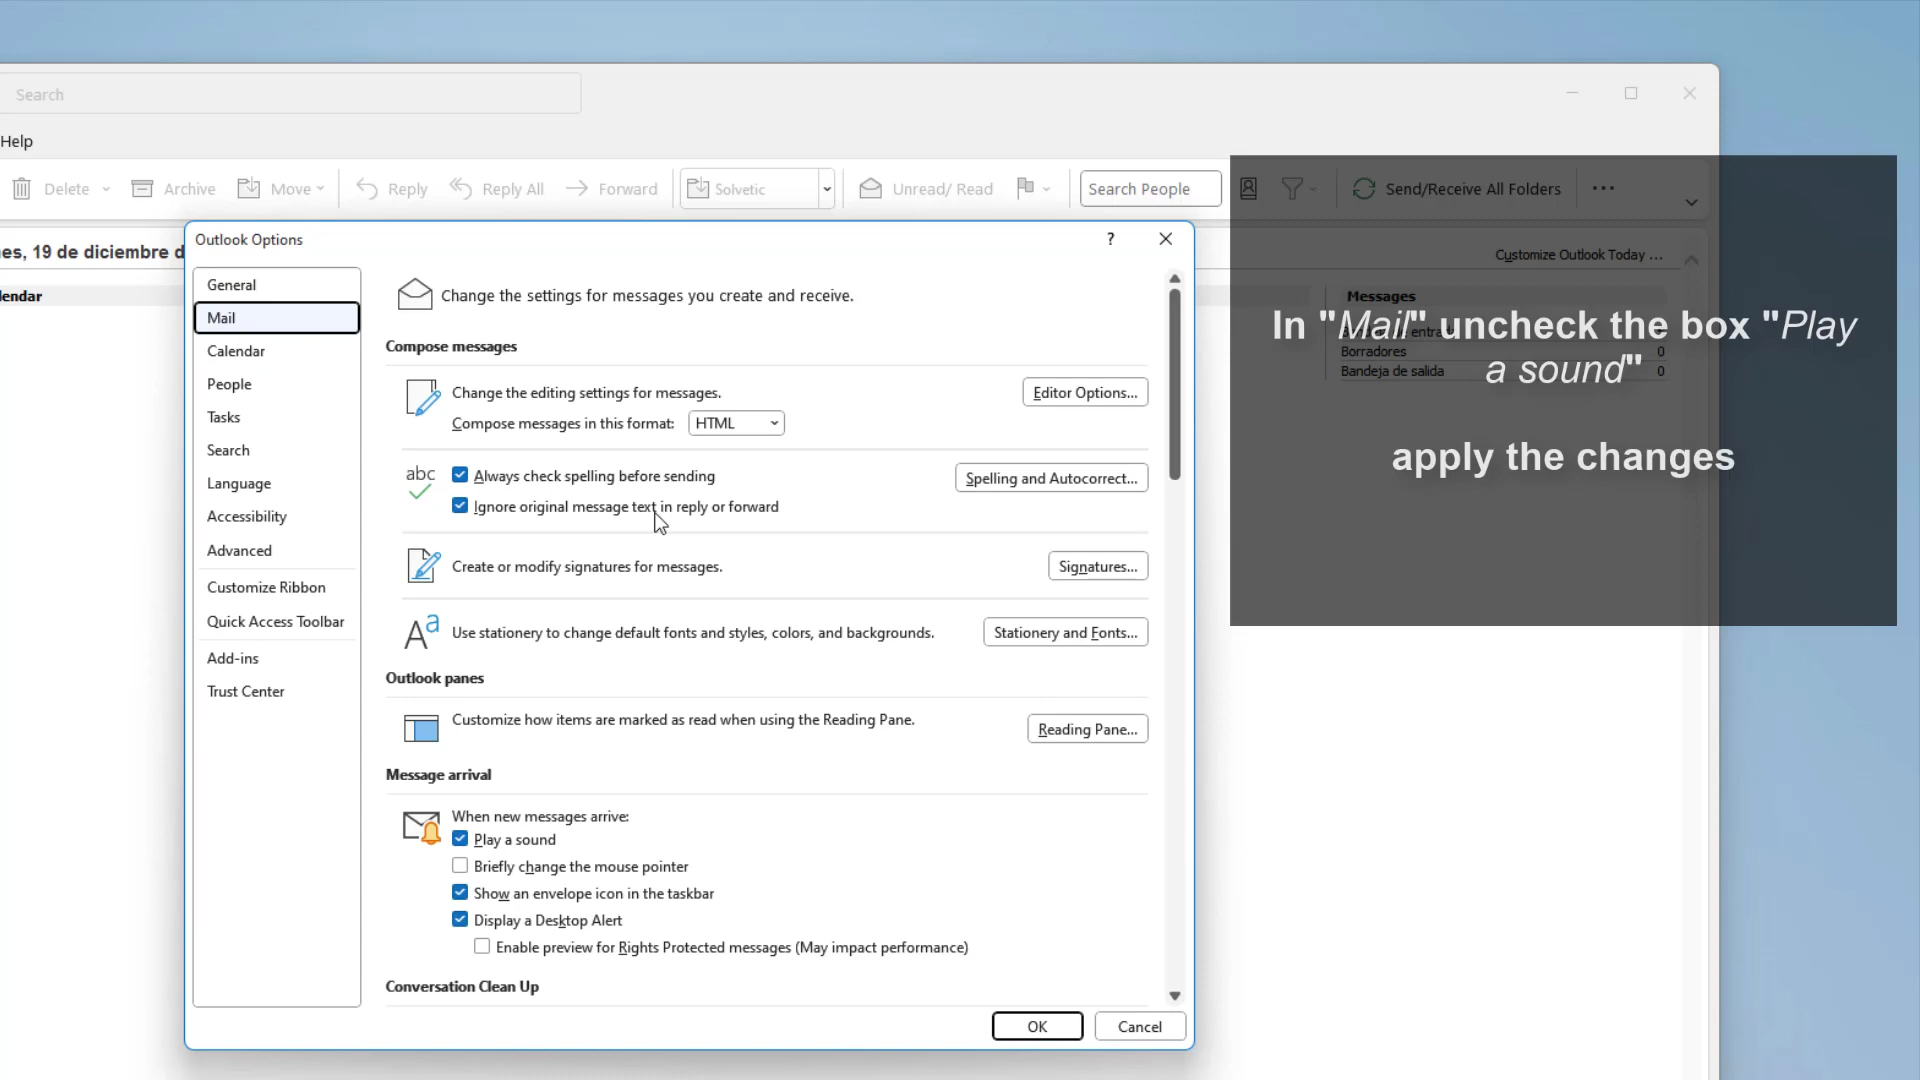 Search
Help
Delete
Archive
Move
Reply
Reply All
Forward
Solvetic
Unread/ Read
Search People
Send/Receive All Folders
es, 19 de diciembre d
Customize Outlook Today ...
lendar
Messages
Borradores
0
Bandeja de salida
0
In "Mail" uncheck the box "Play
a sound"
apply the changes
Outlook Options
?
General
Mail
Calendar
People
Tasks
Search
Language
Accessibility
Advanced
Customize Ribbon
Quick Access Toolbar
Add-ins
Trust Center
Change the settings for messages you create and receive.
Compose messages
Change the editing settings for messages.
Editor Options...
Compose messages in this format:
HTML
abc
Always check spelling before sending
Spelling and Autocorrect...
Ignore original message text in reply or forward
Create or modify signatures for messages.
Signatures...
Aa
Use stationery to change default fonts and styles, colors, and backgrounds.
Stationery and Fonts...
Outlook panes
Customize how items are marked as read when using the Reading Pane.
Reading Pane...
Message arrival
When new messages arrive:
Play a sound
Briefly change the mouse pointer
Show an envelope icon in the taskbar
Display a Desktop Alert
Enable preview for Rights Protected messages (May impact performance)
Conversation Clean Up
OK
Cancel